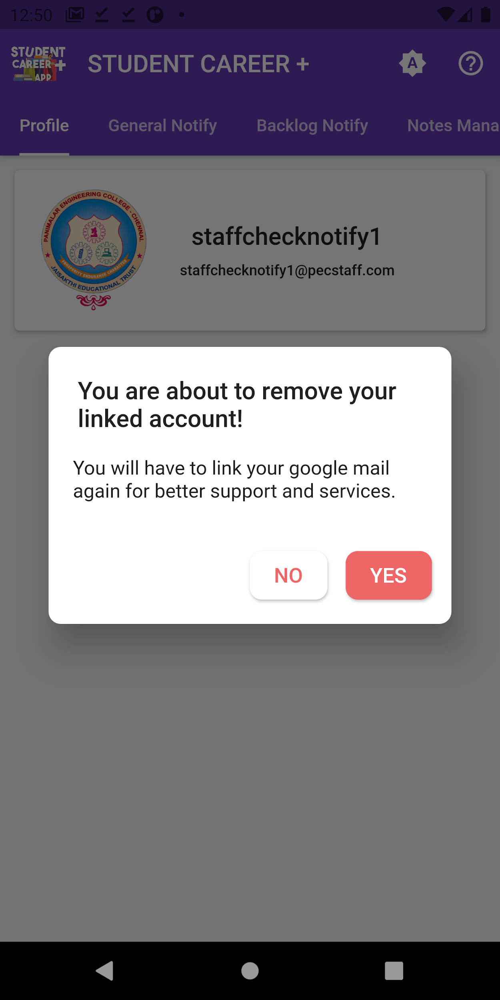 12:50
STUDENT
CAREER +
APP
STUDENT CAREER +
A
Profile
General Notify
Backlog Notify
Notes Mana
PANIMALAR ENGINEERING COLLEGE - CHENNAI.
PROSPERITY ENDURANCE CHARACTER
JAISAKTHI EDUCATIONAL TRUST
staffchecknotify1
staffchecknotify1@pecstaff.com
You are about to remove your
linked account!
You will have to link your google mail
again for better support and services.
NO
YES